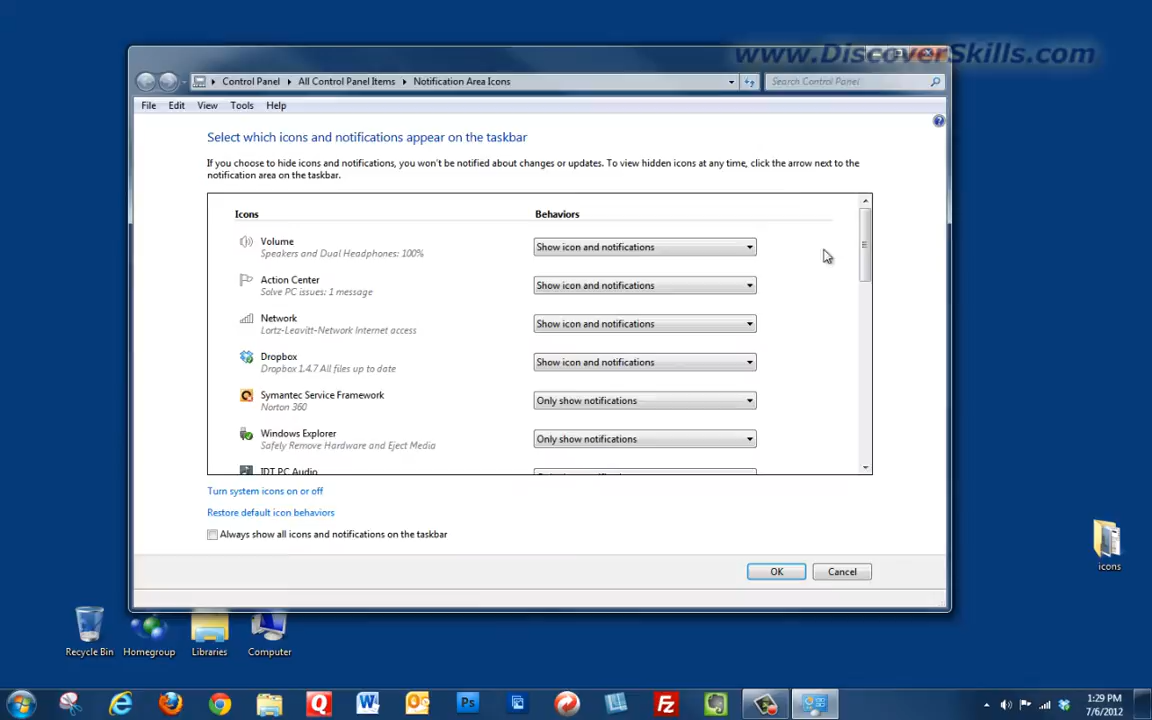 www.DiscoverSkills.com
Control Panel
All Control Panel Items
Notification Area Icons
Search Control Panel
File Edit View Tools Help
Select which icons and notifications appear on the taskbar
If you choose to hide icons and notifications, you won't be notified about changes or updates. To view hidden icons at any time, click the arrow next to the
notification area on the taskbar.
Icons Behaviors
Volume
Speakers and Dual Headphones: 100%
Show icon and notifications
Action Center
Solve PC issues: 1 message
Show icon and notifications
Network
Lortz-Leavitt-Network Internet access
Show icon and notifications
Dropbox
Dropbox 1.4.7 All files up to date
Show icon and notifications
Symantec Service Framework
Norton 360
Only show notifications
Windows Explorer
Safely Remove Hardware and Eject Media
Only show notifications
IDT PC Audio
Turn system icons on or off
Restore default icon behaviors
Always show all icons and notifications on the taskbar
OK Cancel
icons
Recycle Bin Homegroup Libraries Computer
1:29 PM
7/6/2012